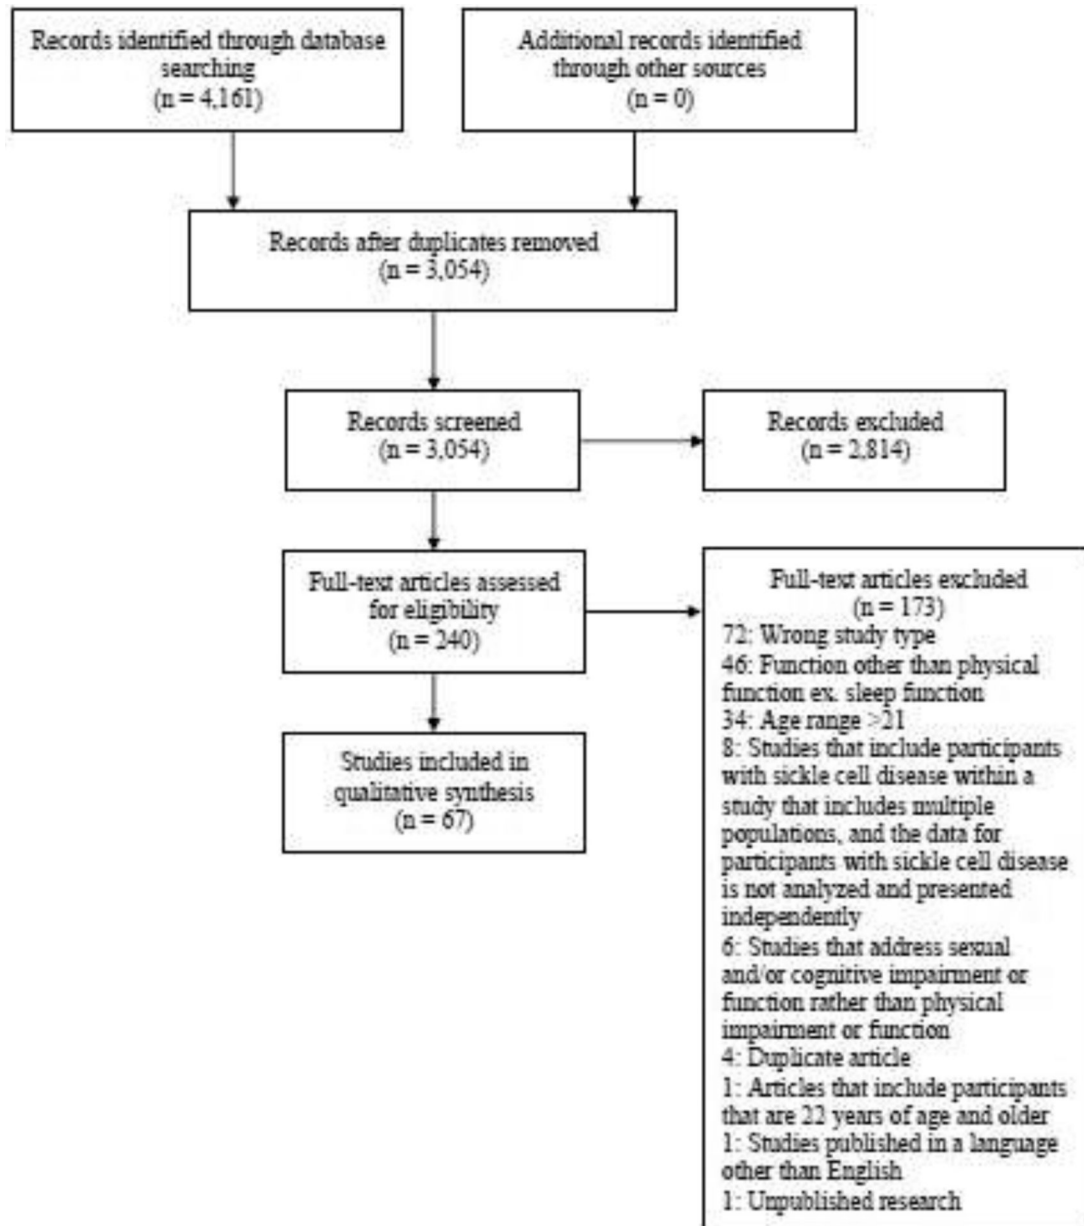 Records identified through database
searching
(n = 4,161)
Additional records identified
through other sources
(n = 0)
Records after duplicates removed
(n = 3,054)
Records screened
(n = 3,054)
Records excluded
(n = 2,814)
Full-text articles assessed
for eligibility
(n = 240)
Full-text articles excluded
(n = 173)
72: Wrong study type
46: Function other than physical
function ex. sleep function
34: Age range >21
8: Studies that include participants
with sickle cell disease within a
study that includes multiple
populations, and the data for
participants with sickle cell disease
is not analyzed and presented
independently
6: Studies that address sexual
and/or cognitive impairment or
function rather than physical
impairment or function
4: Duplicate article
1: Articles that include participants
that are 22 years of age and older
1: Studies published in a language
other than English
1: Unpublished research
Studies included in
qualitative synthesis
(n = 67)